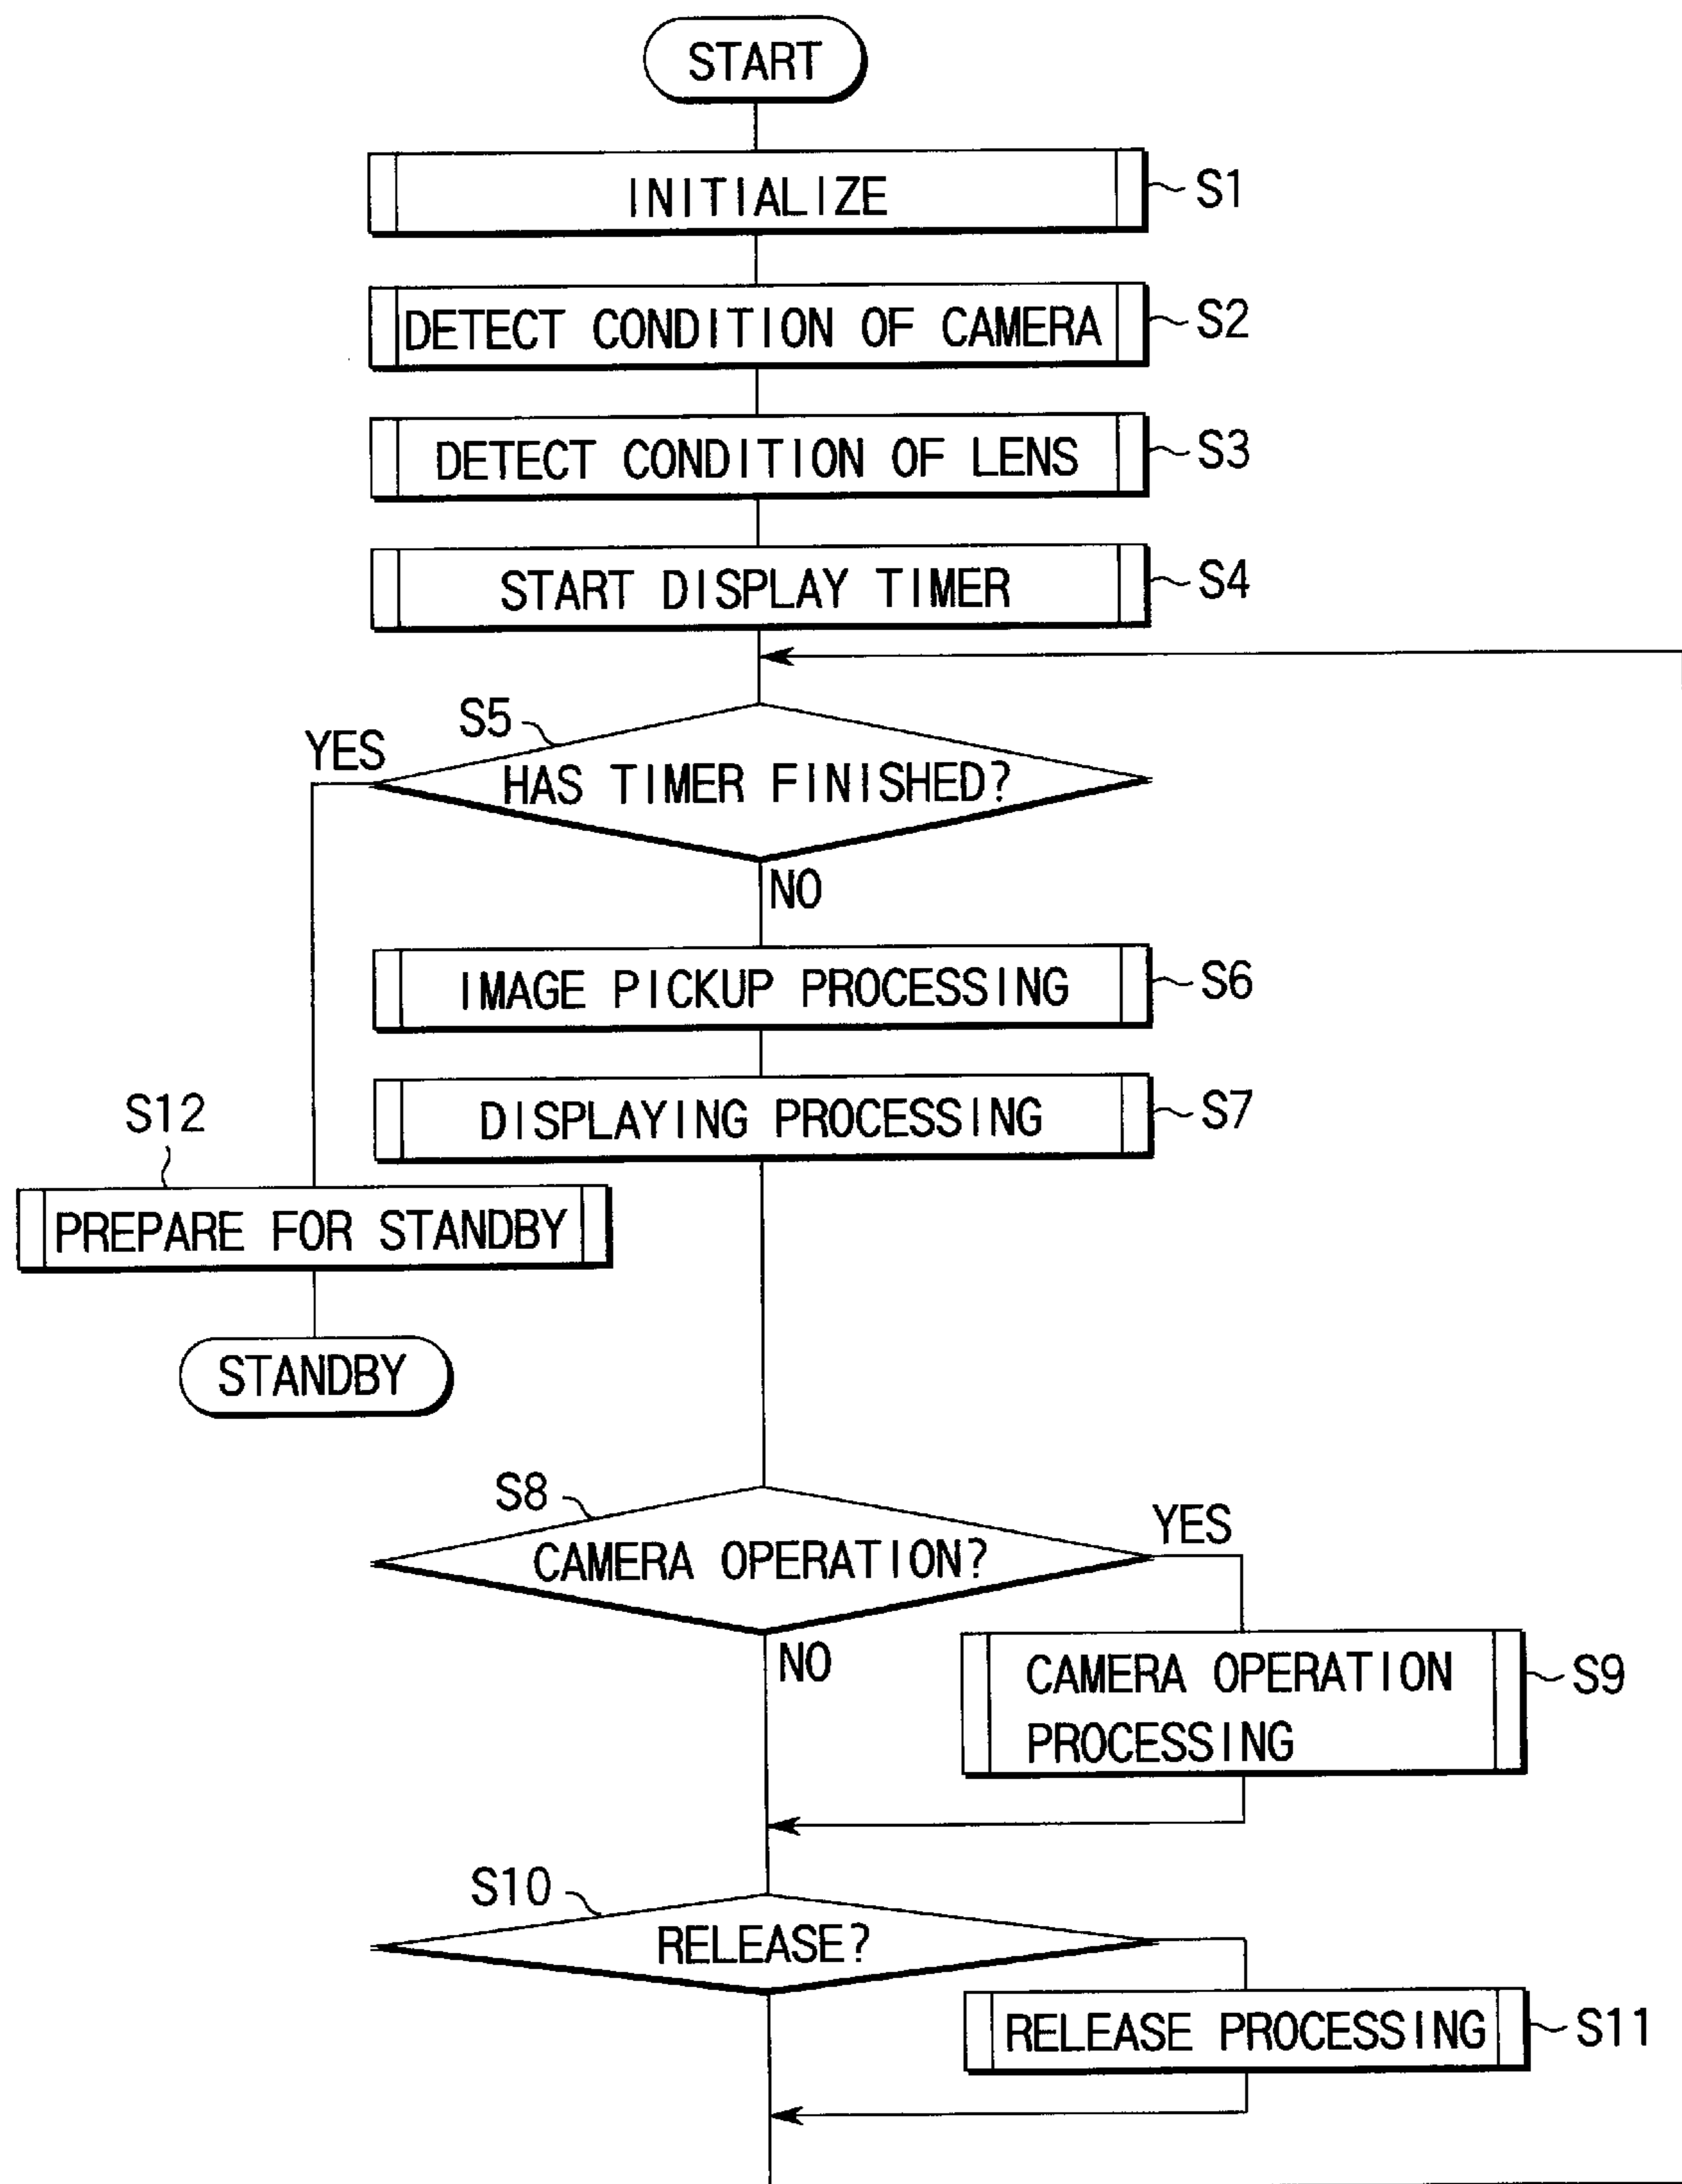 START
INITIALIZE
S1
DETECT CONDITION OF CAMERA
S2
DETECT CONDITION OF LENS
S3
START DISPLAY TIMER
S4
S5
YES
HAS TIMER FINISHED?
NO
IMAGE PICKUP PROCESSING
S6
DISPLAYING PROCESSING
S7
S12
PREPARE FOR STANDBY
STANDBY
S8
YES
CAMERA OPERATION?
NO
CAMERA OPERATION
PROCESSING
S9
S10
RELEASE?
RELEASE PROCESSING
S11